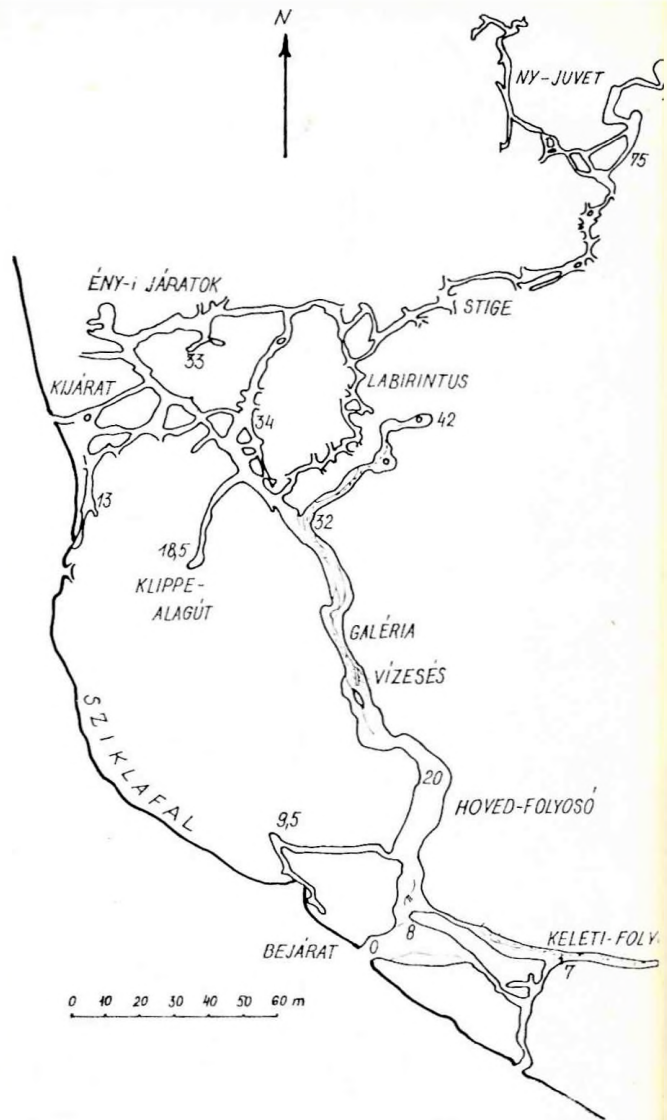 N
NY-JUVET
75
ÉNY-i JÁRATOK
STIGE
33
KIJÁRAT
LABIRINTUS
34
42
13
32
18,5
KLIPPE-
ALAGÚT
GALÉRIA
VÍZESÉS
SZIKLAFAL
20
HOVED-FOLYOSÓ
9,5
8
KELETI-FOLY
BEJÁRAT
0
7
0 10 20 30 40 50 60 m